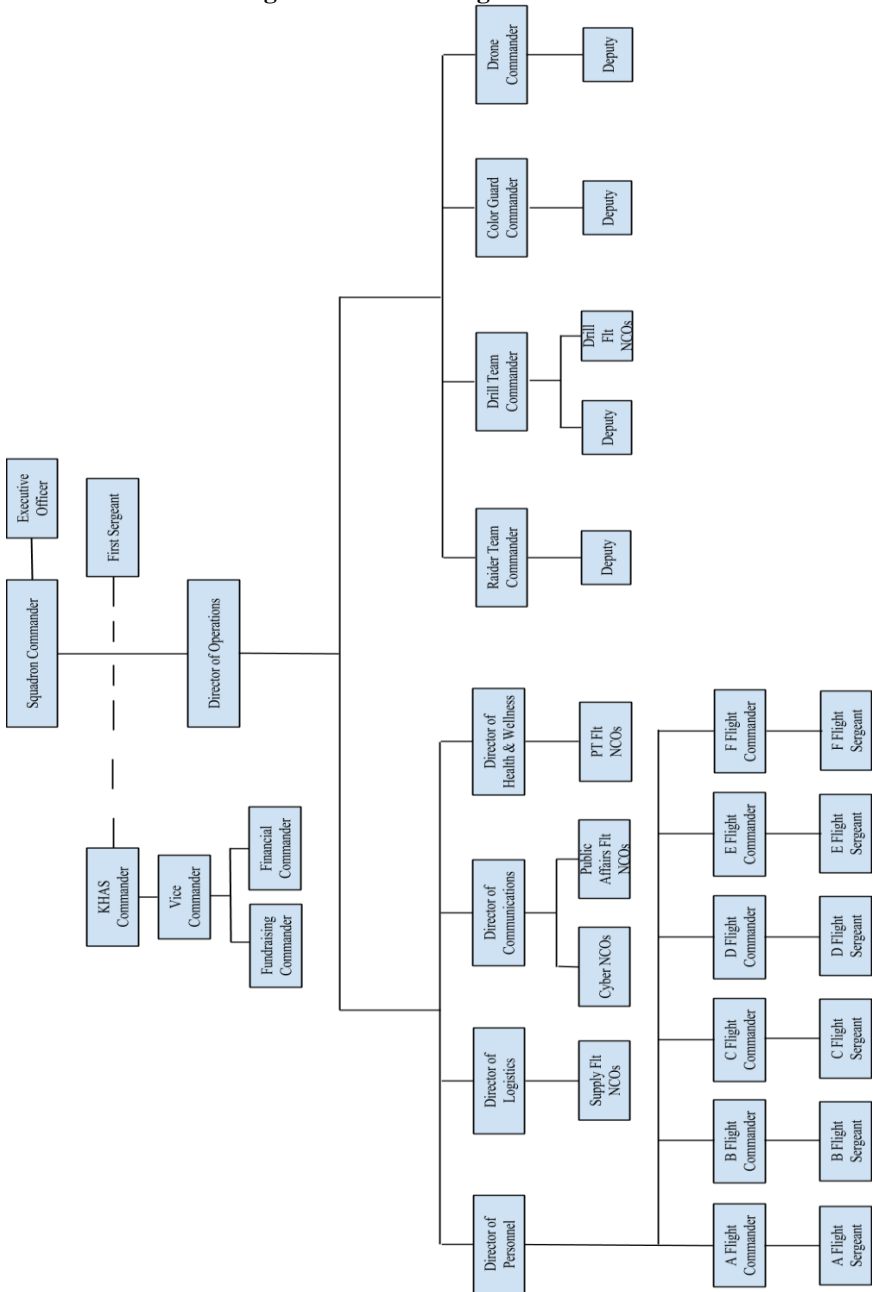 Squadron Commander
Executive
Officer
KHAS
Commander
First Sergeant
Vice
Commander
Director of Operations
Fundraising
Commander
Financial
Commander
Director of
Personnel
Director of
Logistics
Director of
Communications
Director of
Health & Wellness
Raider Team
Commander
Drill Team
Commander
Color Guard
Commander
Drone
Commander
Supply Flt
NCOs
Cyber NCOs
Public
Affairs Flt
NCOs
PT Flt
NCOs
Deputy
Deputy
Drill
Flt
NCOs
Deputy
Deputy
A Flight
Commander
B Flight
Commander
C Flight
Commander
D Flight
Commander
E Flight
Commander
F Flight
Commander
A Flight
Sergeant
B Flight
Sergeant
C Flight
Sergeant
D Flight
Sergeant
E Flight
Sergeant
F Flight
Sergeant